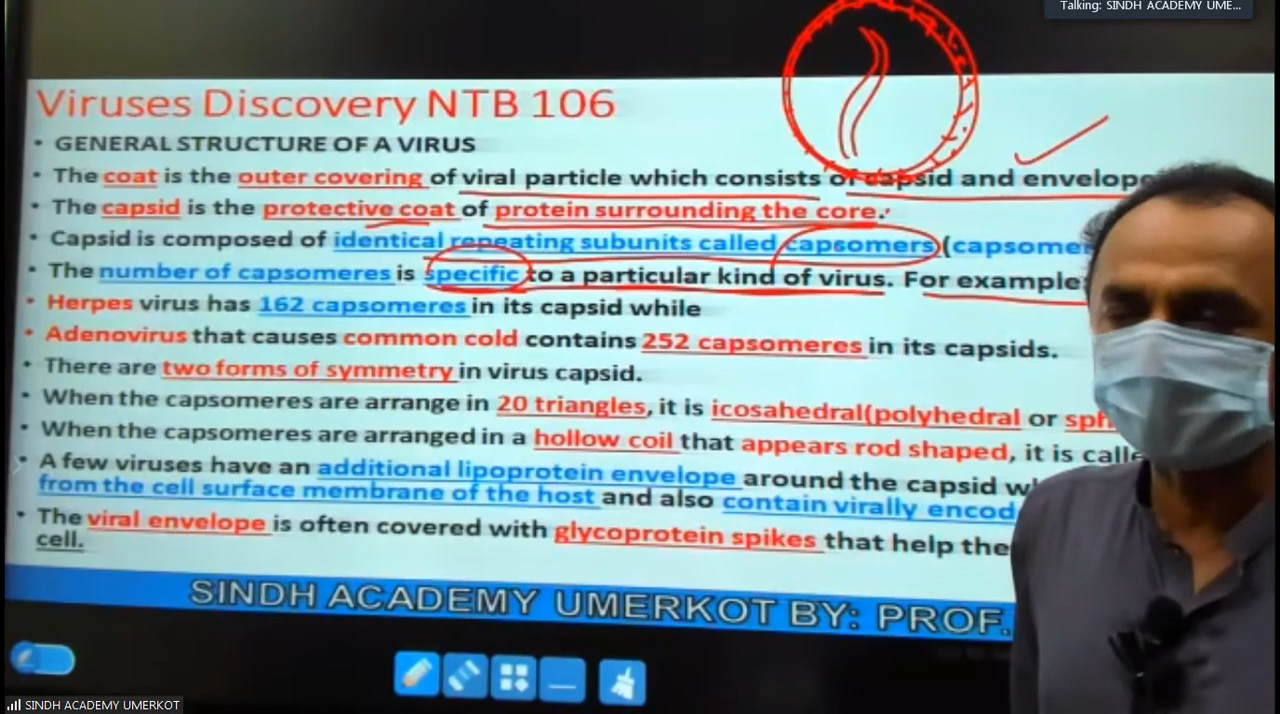 Talking: SINDH ACADEMY UME...
Viruses Discovery NTB 106
• GENERAL STRUCTURE OF A VIRUS
• The coat is the outer covering of viral particle which consists of capsid and envelope
• The capsid is the protective coat of protein surrounding the core.
• Capsid is composed of identical repeating subunits called capsomers (capsome
• The number of capsomeres is specific to a particular kind of virus. For example
• Herpes virus has 162 capsomeres in its capsid while
• Adenovirus that causes common cold contains 252 capsomeres in its capsids.
• There are two forms of symmetry in virus capsid.
• When the capsomeres are arrange in 20 triangles, it is icosahedral(polyhedral or sph
• When the capsomeres are arranged in a hollow coil that appears rod shaped, it is calle
• A few viruses have an additional lipoprotein envelope around the capsid w
from the cell surface membrane of the host and also contain virally encod
• The viral envelope is often covered with glycoprotein spikes that help the
cell.
SINDH ACADEMY UMERKOT BY: PROF.
SINDH ACADEMY UMERKOT